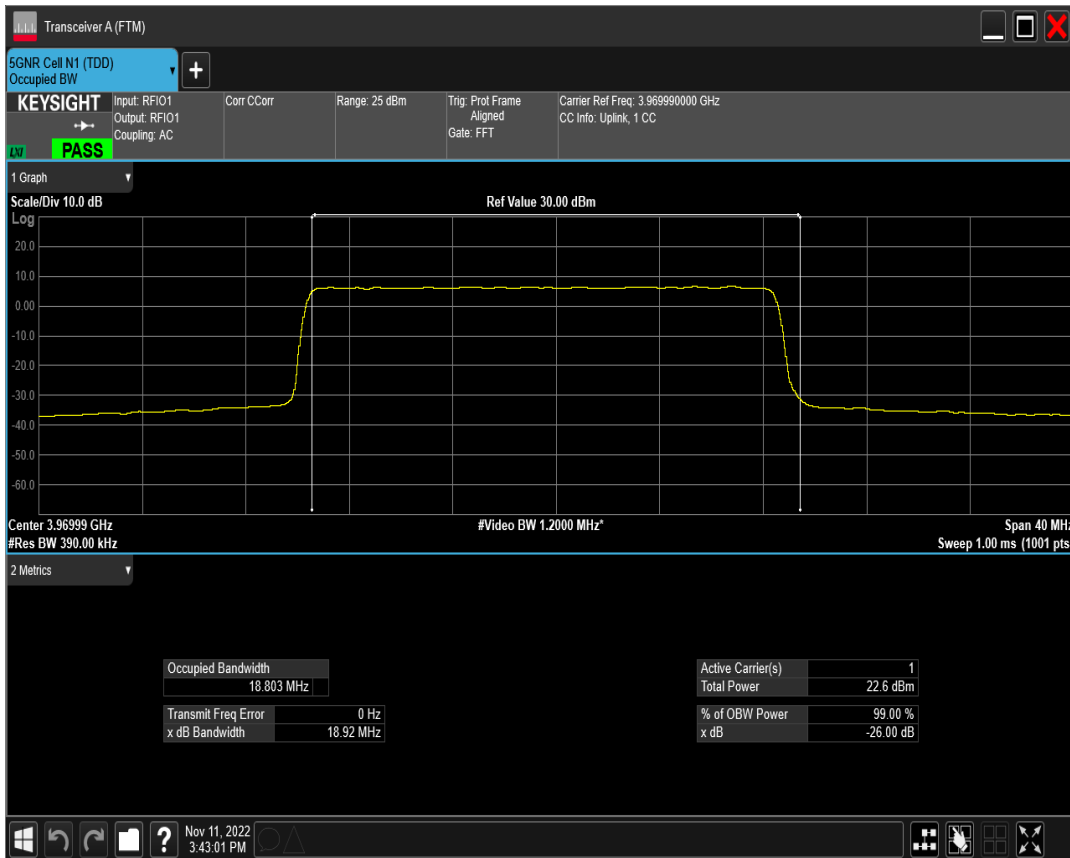 Transceiver A (FTM)
5GNR Cell N1 (TDD)
Occupied BW
+
KEYSIGHT
LXI
PASS
Input: RFIO1
Output: RFIO1
Coupling: AC
Corr CCorr
Range: 25 dBm
Trig: Prot Frame
Aligned
Gate: FFT
Carrier Ref Freq: 3.969990000 GHz
CC Info: Uplink, 1 CC
1 Graph
Scale/Div 10.0 dB
Ref Value 30.00 dBm
Log
20.0
10.0
0.00
-10.0
-20.0
-30.0
-40.0
-50.0
-60.0
Center 3.96999 GHz
#Video BW 1.2000 MHz*
Span 40 MHz
#Res BW 390.00 kHz
Sweep 1.00 ms (1001 pts
2 Metrics
Occupied Bandwidth
18.803 MHz
Transmit Freq Error 0 Hz
x dB Bandwidth 18.92 MHz
Active Carrier(s) 1
Total Power 22.6 dBm
% of OBW Power 99.00 %
x dB -26.00 dB
?
Nov 11, 2022
3:43:01 PM